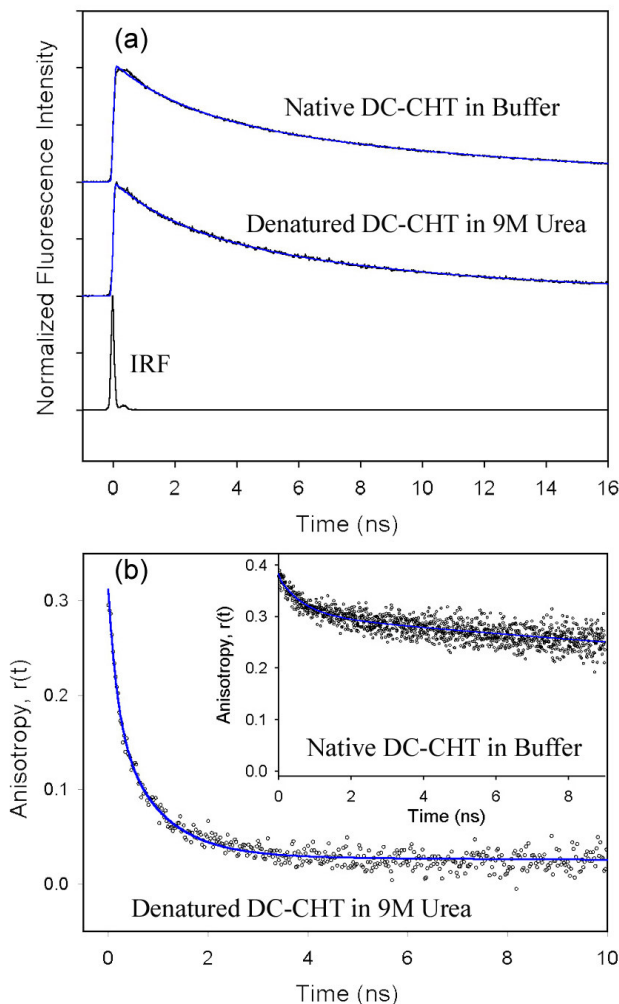 (a)
Normalized Fluorescence Intensity
Native DC-CHT in Buffer
Denatured DC-CHT in 9M Urea
IRF
0 2 4 6 8 10 12 14 16
Time (ns)
(b)
Anisotropy, r(t)
0.3
0.2
0.1
0.0
Anisotropy, r(t)
0.4
0.3
0.2
0.1
0.0
Native DC-CHT in Buffer
0 2 4 6 8
Time (ns)
Denatured DC-CHT in 9M Urea
0 2 4 6 8 10
Time (ns)